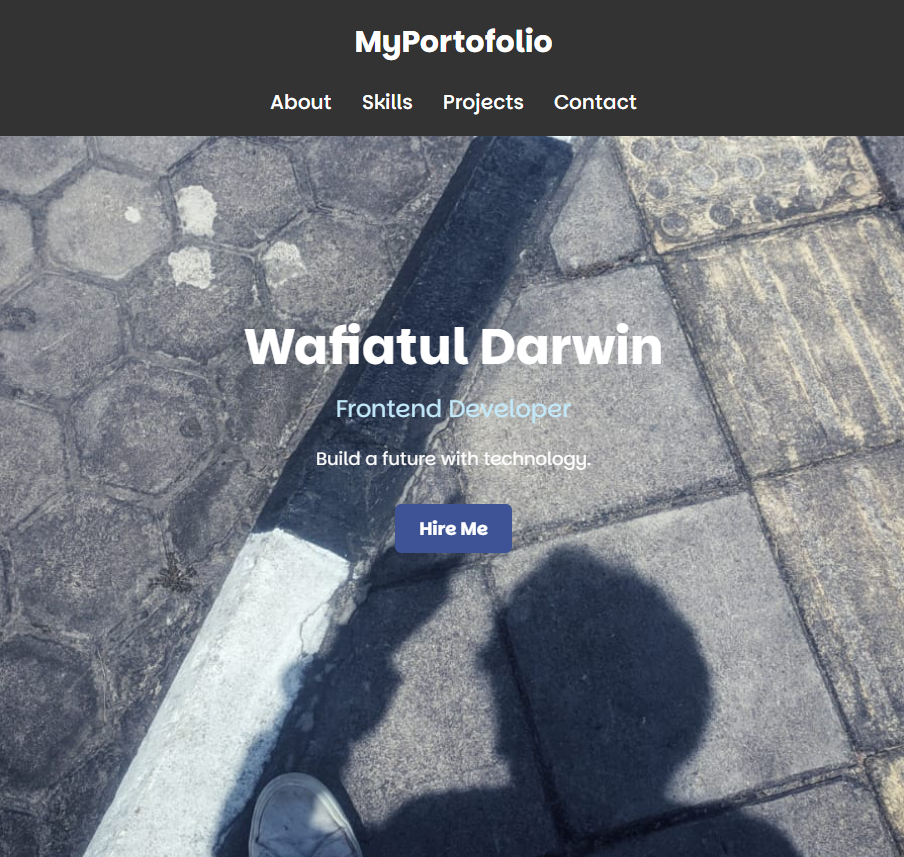 MyPortofolio
About Skills Projects Contact
Wafiatul Darwin
Frontend Developer
Build a future with technology.
Hire Me